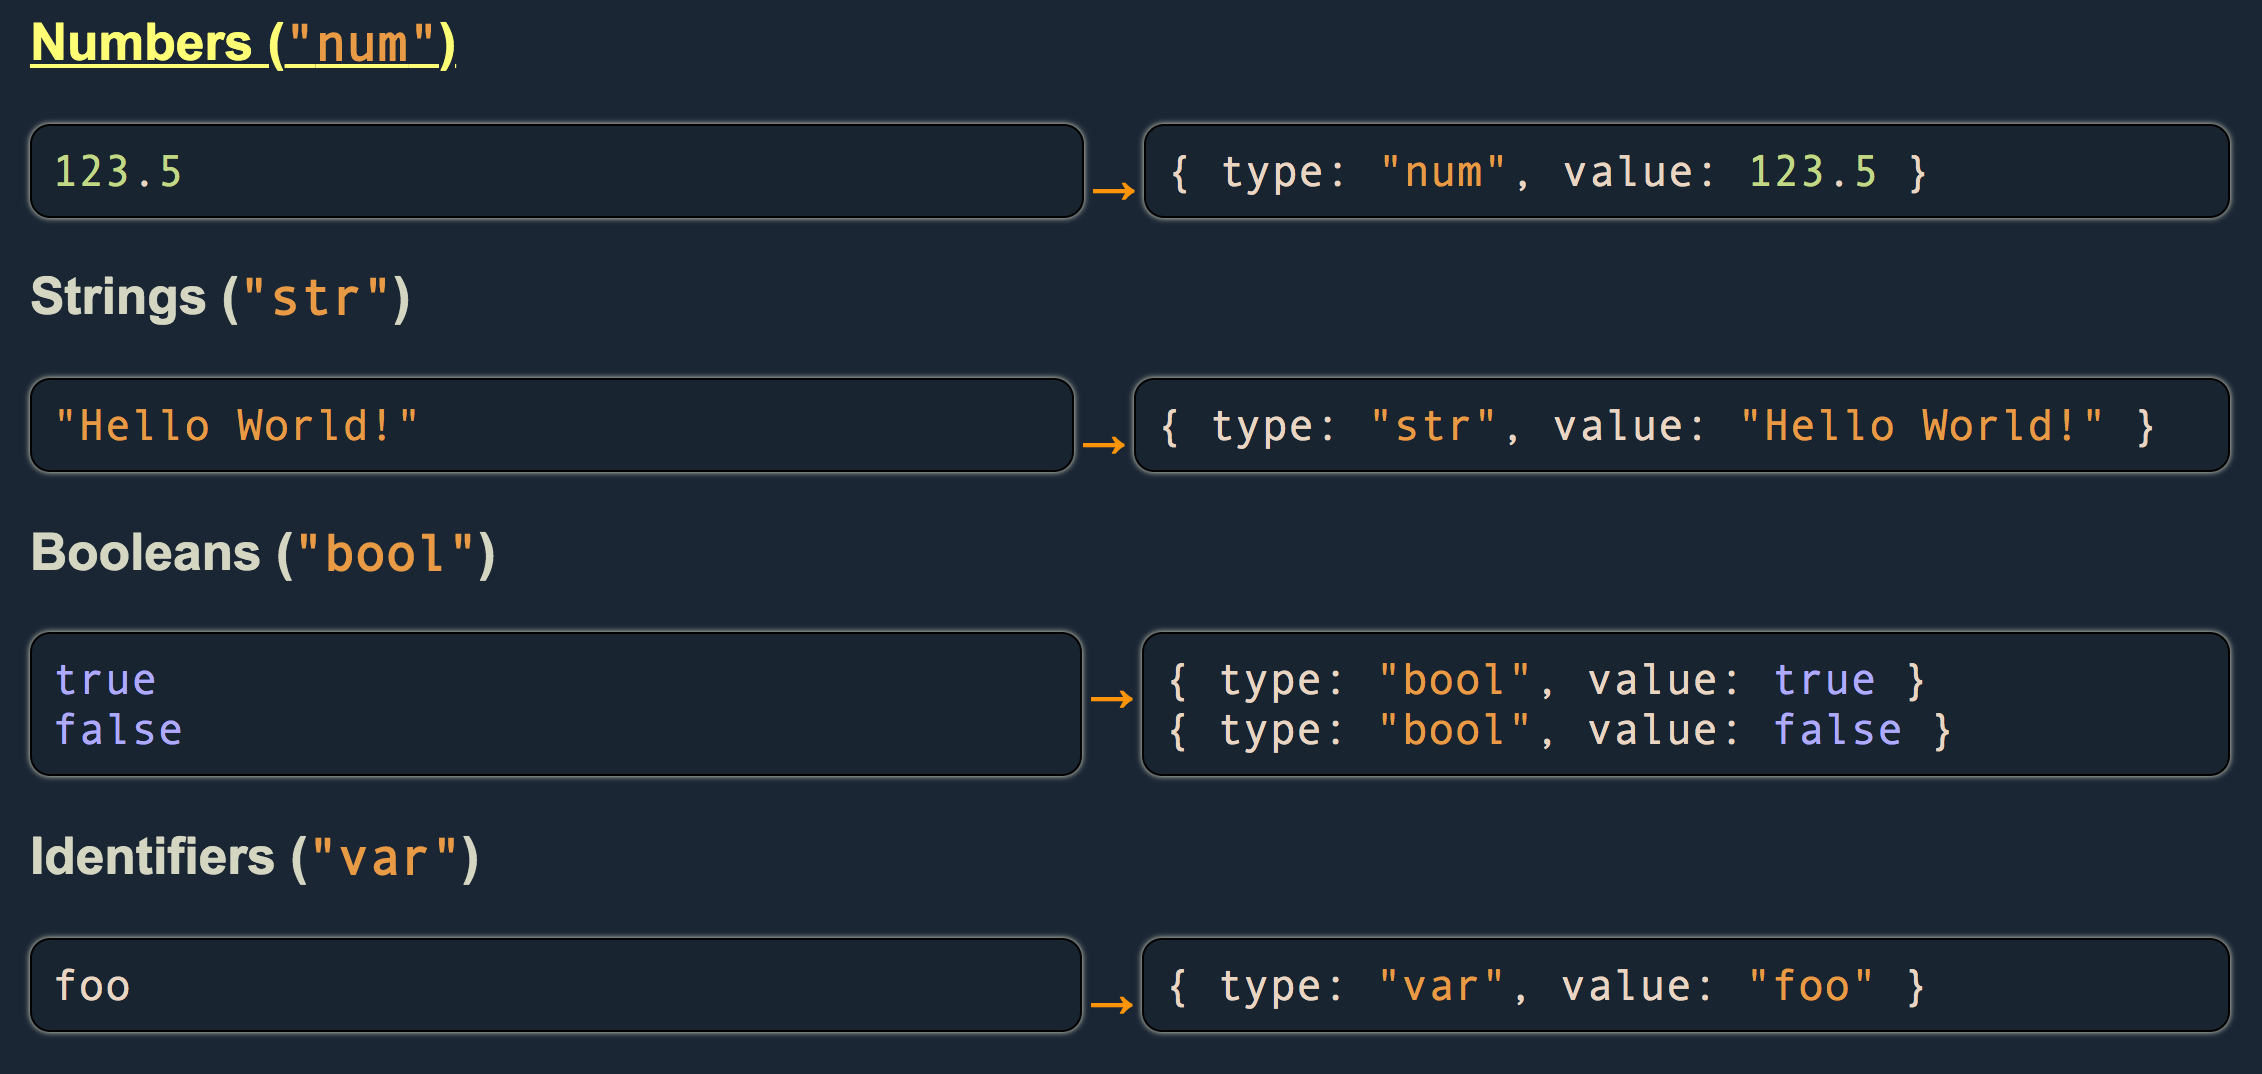 Numbers ("num")
123.5 → { type: "num", value: 123.5 }
Strings ("str")
"Hello World!" → { type: "str", value: "Hello World!" }
Booleans ("bool")
true → { type: "bool", value: true }
false { type: "bool", value: false }
Identifiers ("var")
foo → { type: "var", value: "foo" }